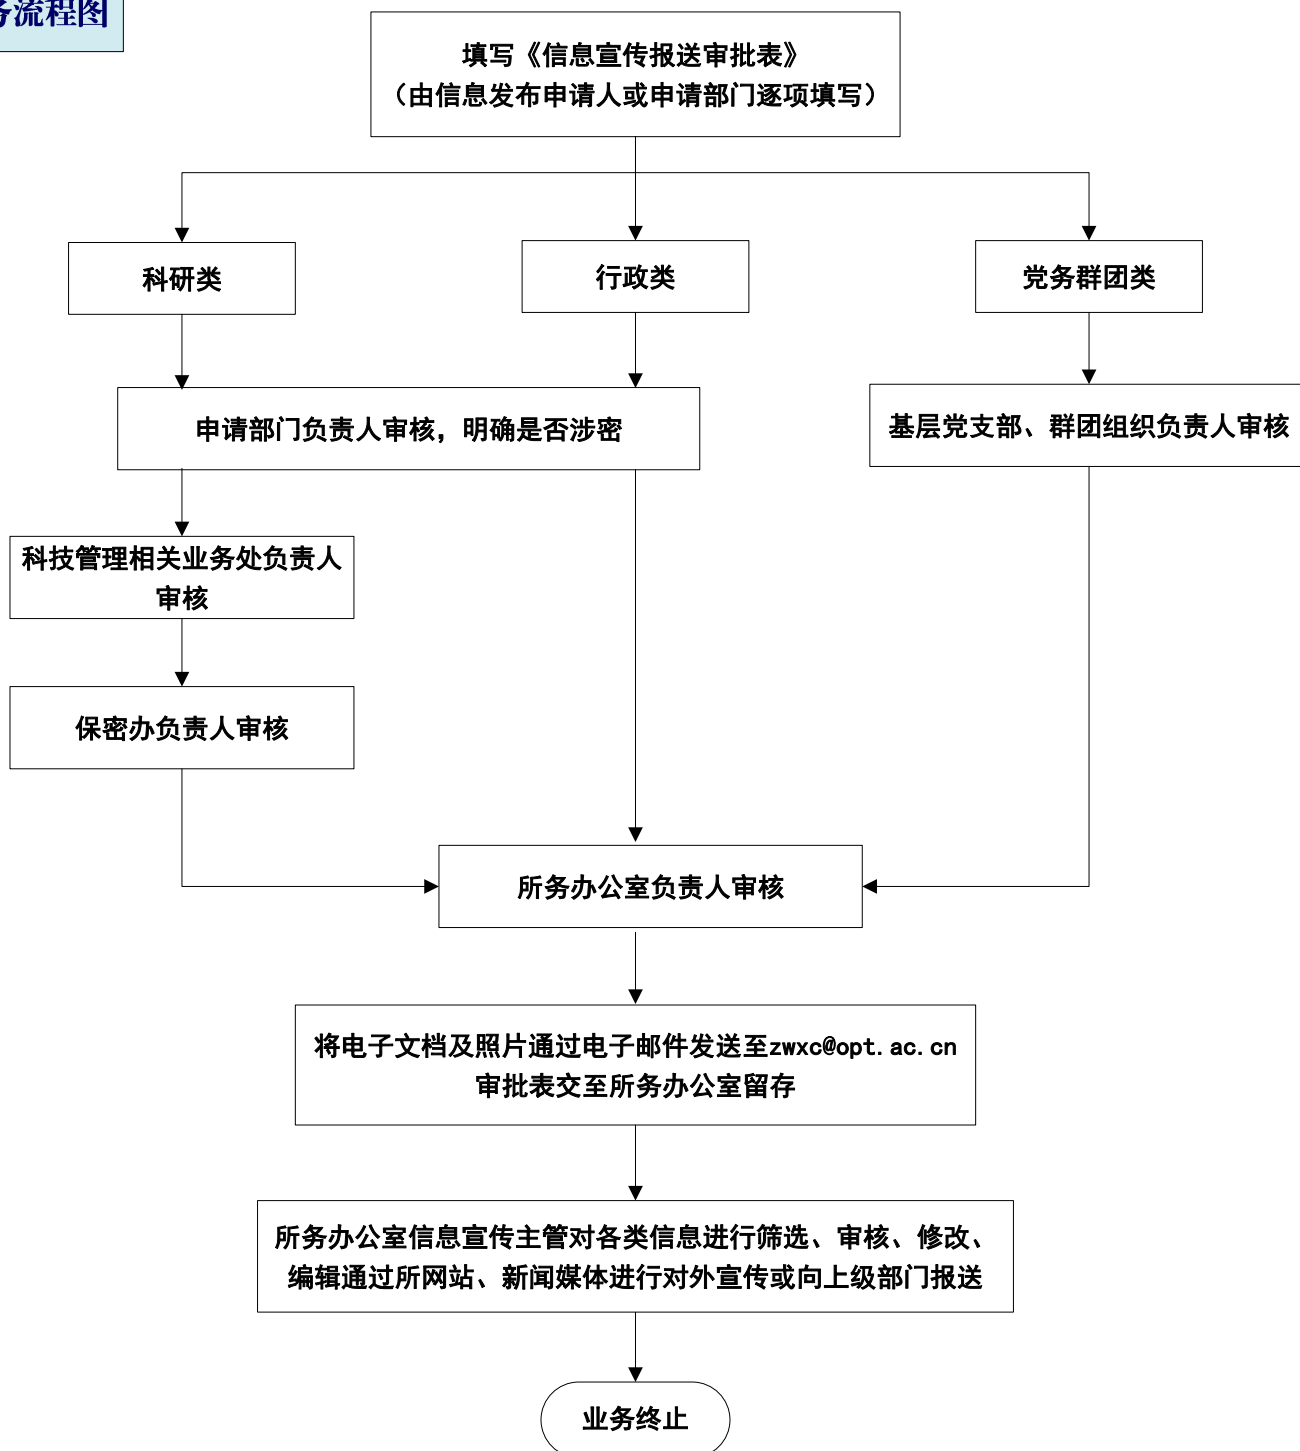 务流程图
填写《信息宣传报送审批表》
（由信息发布申请人或申请部门逐项填写）
科研类
行政类
党务群团类
申请部门负责人审核，明确是否涉密
基层党支部、群团组织负责人审核
科技管理相关业务处负责人
审核
保密办负责人审核
所务办公室负责人审核
将电子文档及照片通过电子邮件发送至zwxc@opt.ac.cn
审批表交至所务办公室留存
所务办公室信息宣传主管对各类信息进行筛选、审核、修改、
编辑通过所网站、新闻媒体进行对外宣传或向上级部门报送
业务终止